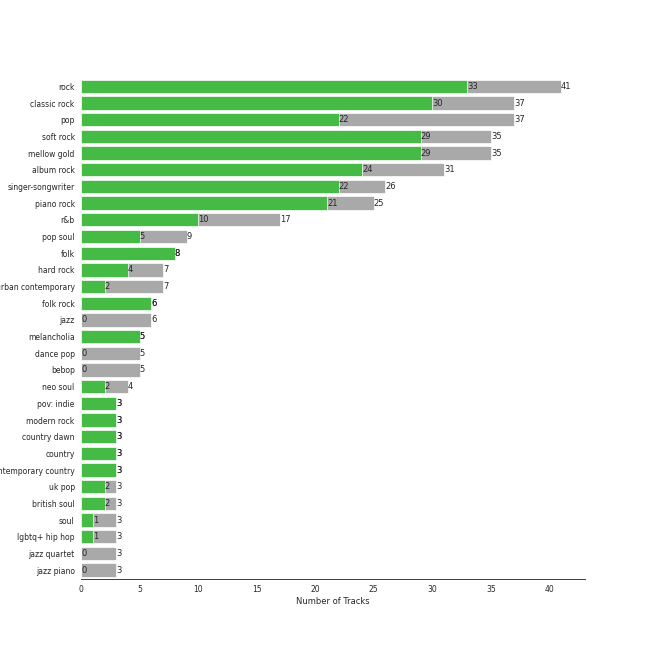 rock 33 41
classic rock 30 37
pop 22 37
soft rock 29 35
mellow gold 29 35
album rock 24 31
singer-songwriter 22 26
piano rock 21 25
r&b 10 17
pop soul 5 9
folk 8
hard rock 4 7
rban contemporary 2 7
folk rock 6
jazz 0 6
melancholia 5
dance pop 0 5
bebop 0 5
neo soul 2 4
pov: indie 3
modern rock 3
country dawn 3
country 3
ntemporary country 3
uk pop 2 3
british soul 2 3
soul 1 3
lgbtq+ hip hop 1 3
jazz quartet 0 3
jazz piano 0 3
0 5 10 15 20 25 30 35 40
Number of Tracks